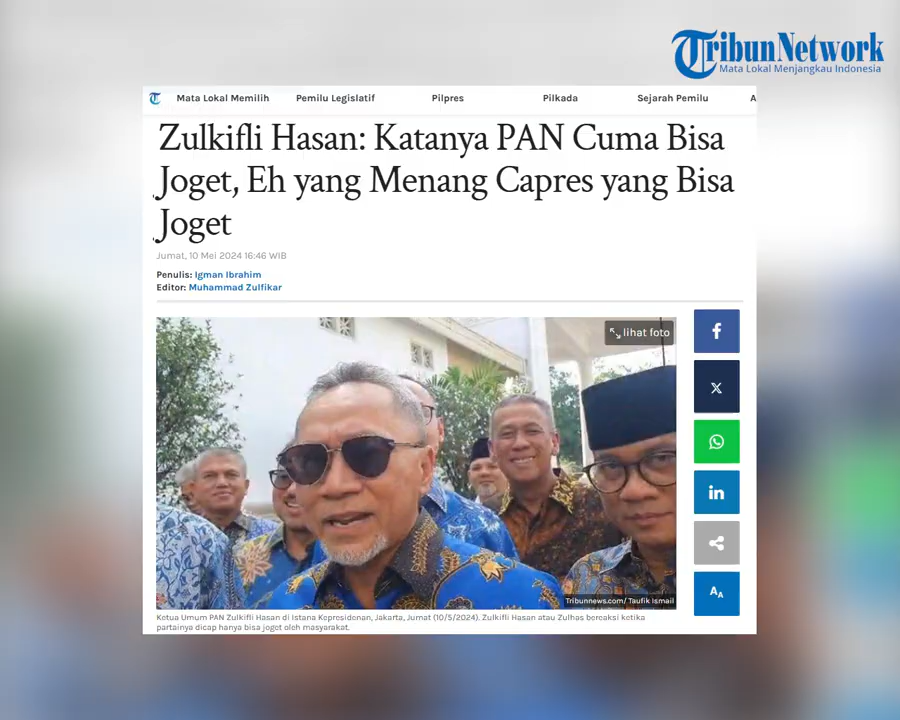 TribunNetwork
Mata Lokal Menjangkau Indonesia
Mata Lokal Memilih Pemilu Legislatif Pilpres Pilkada Sejarah Pemilu A
Zulkifli Hasan: Katanya PAN Cuma Bisa
Joget, Eh yang Menang Capres yang Bisa
Joget
Jumat, 10 Mei 2024 16:46 WIB
Penulis: Igman Ibrahim
Editor: Muhammad Zulfikar
lihat foto
Tribunnews.com/ Taufik Ismail
Ketua Umum PAN Zulkifli Hasan di Istana Kepresidenan, Jakarta, Jumat (10/5/2024). Zulkifli Hasan atau Zulhas bereaksi ketika
partainya dicap hanya bisa joget oleh masyarakat.
f
X
in
AA